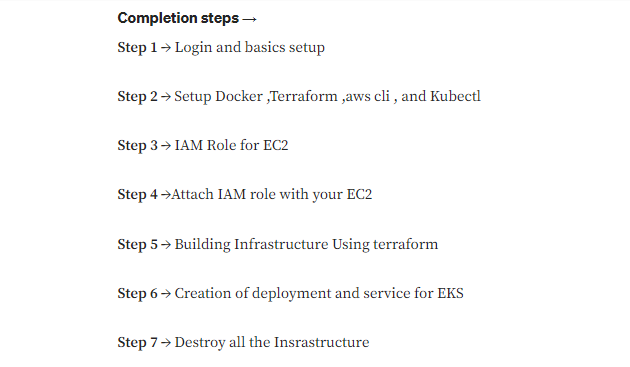 Completion steps→
Step 1→ Login and basics setup
Step 2→ Setup Docker ,Terraform ,aws cli , and Kubectl
Step 3→ IAM Role for EC2
Step 4→Attach IAM role with your EC2
Step 5→ Building Infrastructure Using terraform
Step 6→ Creation of deployment and service for EKS
Step 7→ Destroy all the Insrastructure